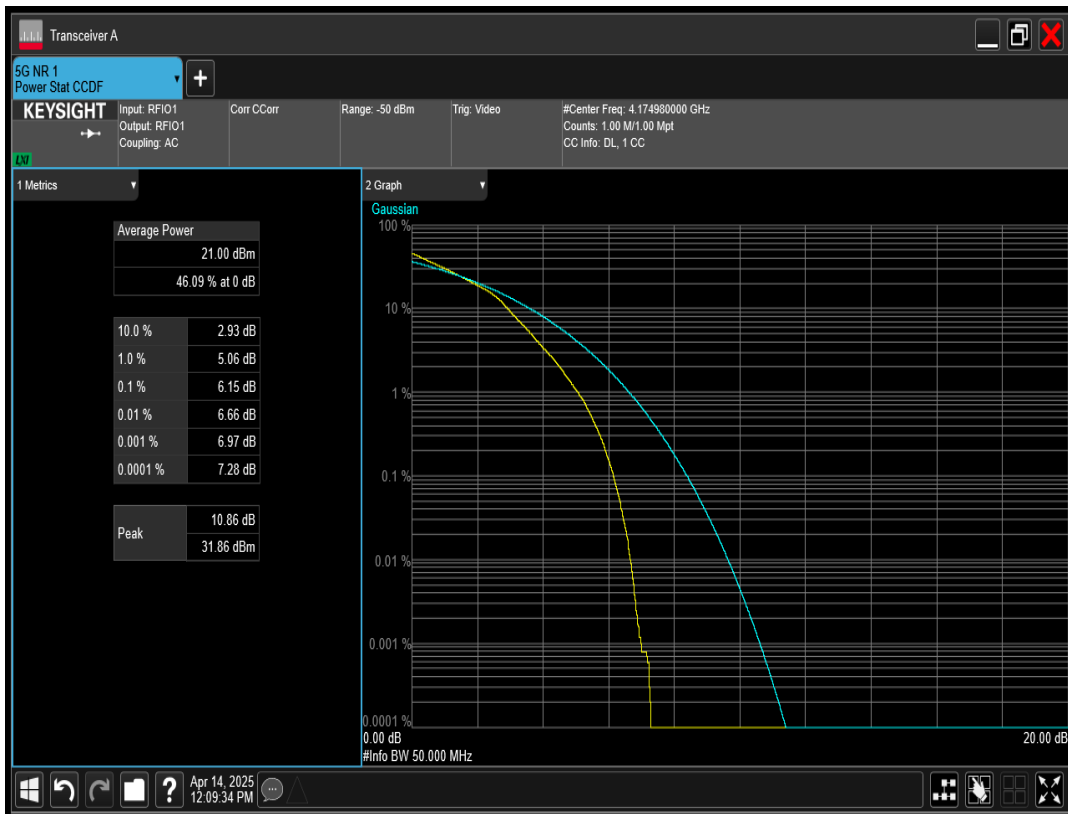 Transceiver A
5G NR 1
Power Stat CCDF
+
KEYSIGHT
LXI
Input: RFIO1
Output: RFIO1
Coupling: AC
Corr CCorr
Range: -50 dBm
Trig: Video
#Center Freq: 4.174980000 GHz
Counts: 1.00 M/1.00 Mpt
CC Info: DL, 1 CC
1 Metrics
Average Power
21.00 dBm
46.09 % at 0 dB
10.0 % 2.93 dB
1.0 % 5.06 dB
0.1 % 6.15 dB
0.01 % 6.66 dB
0.001 % 6.97 dB
0.0001 % 7.28 dB
Peak
10.86 dB
31.86 dBm
2 Graph
Gaussian
100 %
10 %
1 %
0.1 %
0.01 %
0.001 %
0.0001 %
0.00 dB 20.00 dB
#Info BW 50.000 MHz
?
Apr 14, 2025
12:09:34 PM